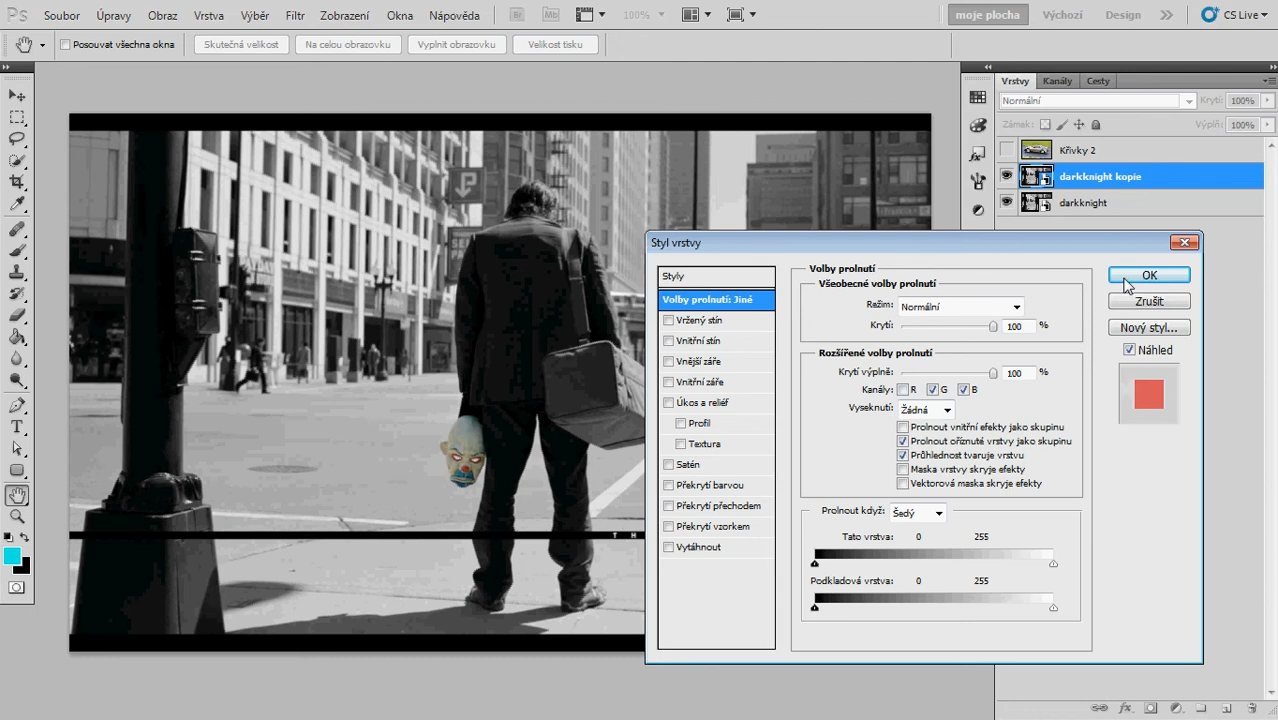 Ps Soubor Úpravy Obraz Vrstva Výběr Filtr Zobrazení Okna Nápověda Br Mb 100% moje plocha Výchozí Design CS Live
Posouvat všechna okna Skutečná velikost Na celou obrazovku Vyplnit obrazovku Velikost tisku
Vrstvy Kanály Cesty
Normální Krytí: 100%
Zámek: Výplň: 100%
Křivky 2
darkknight kopie
darkknight
Styl vrstvy
Styly
Volby prolnutí: Jiné
Vržený stín
Vnitřní stín
Vnější záře
Vnitřní záře
Úkos a reliéf
Profil
Textura
Satén
Překrytí barvou
Překrytí přechodem
Překrytí vzorkem
Vytáhnout
Volby prolnutí
Všeobecné volby prolnutí
Režim: Normální
Krytí: 100 %
Rozšířené volby prolnutí
Krytí výplně: 100 %
Kanály: R G B
Vyseknutí: Žádná
Prolnout vnitřní efekty jako skupinu
Prolnout oříznuté vrstvy jako skupinu
Průhlednost tvaruje vrstvu
Maska vrstvy skryje efekty
Vektorová maska skryje efekty
Prolnout když: Šedý
Tato vrstva: 0 255
Podkladová vrstva: 0 255
OK
Zrušit
Nový styl...
Náhled
P
T H